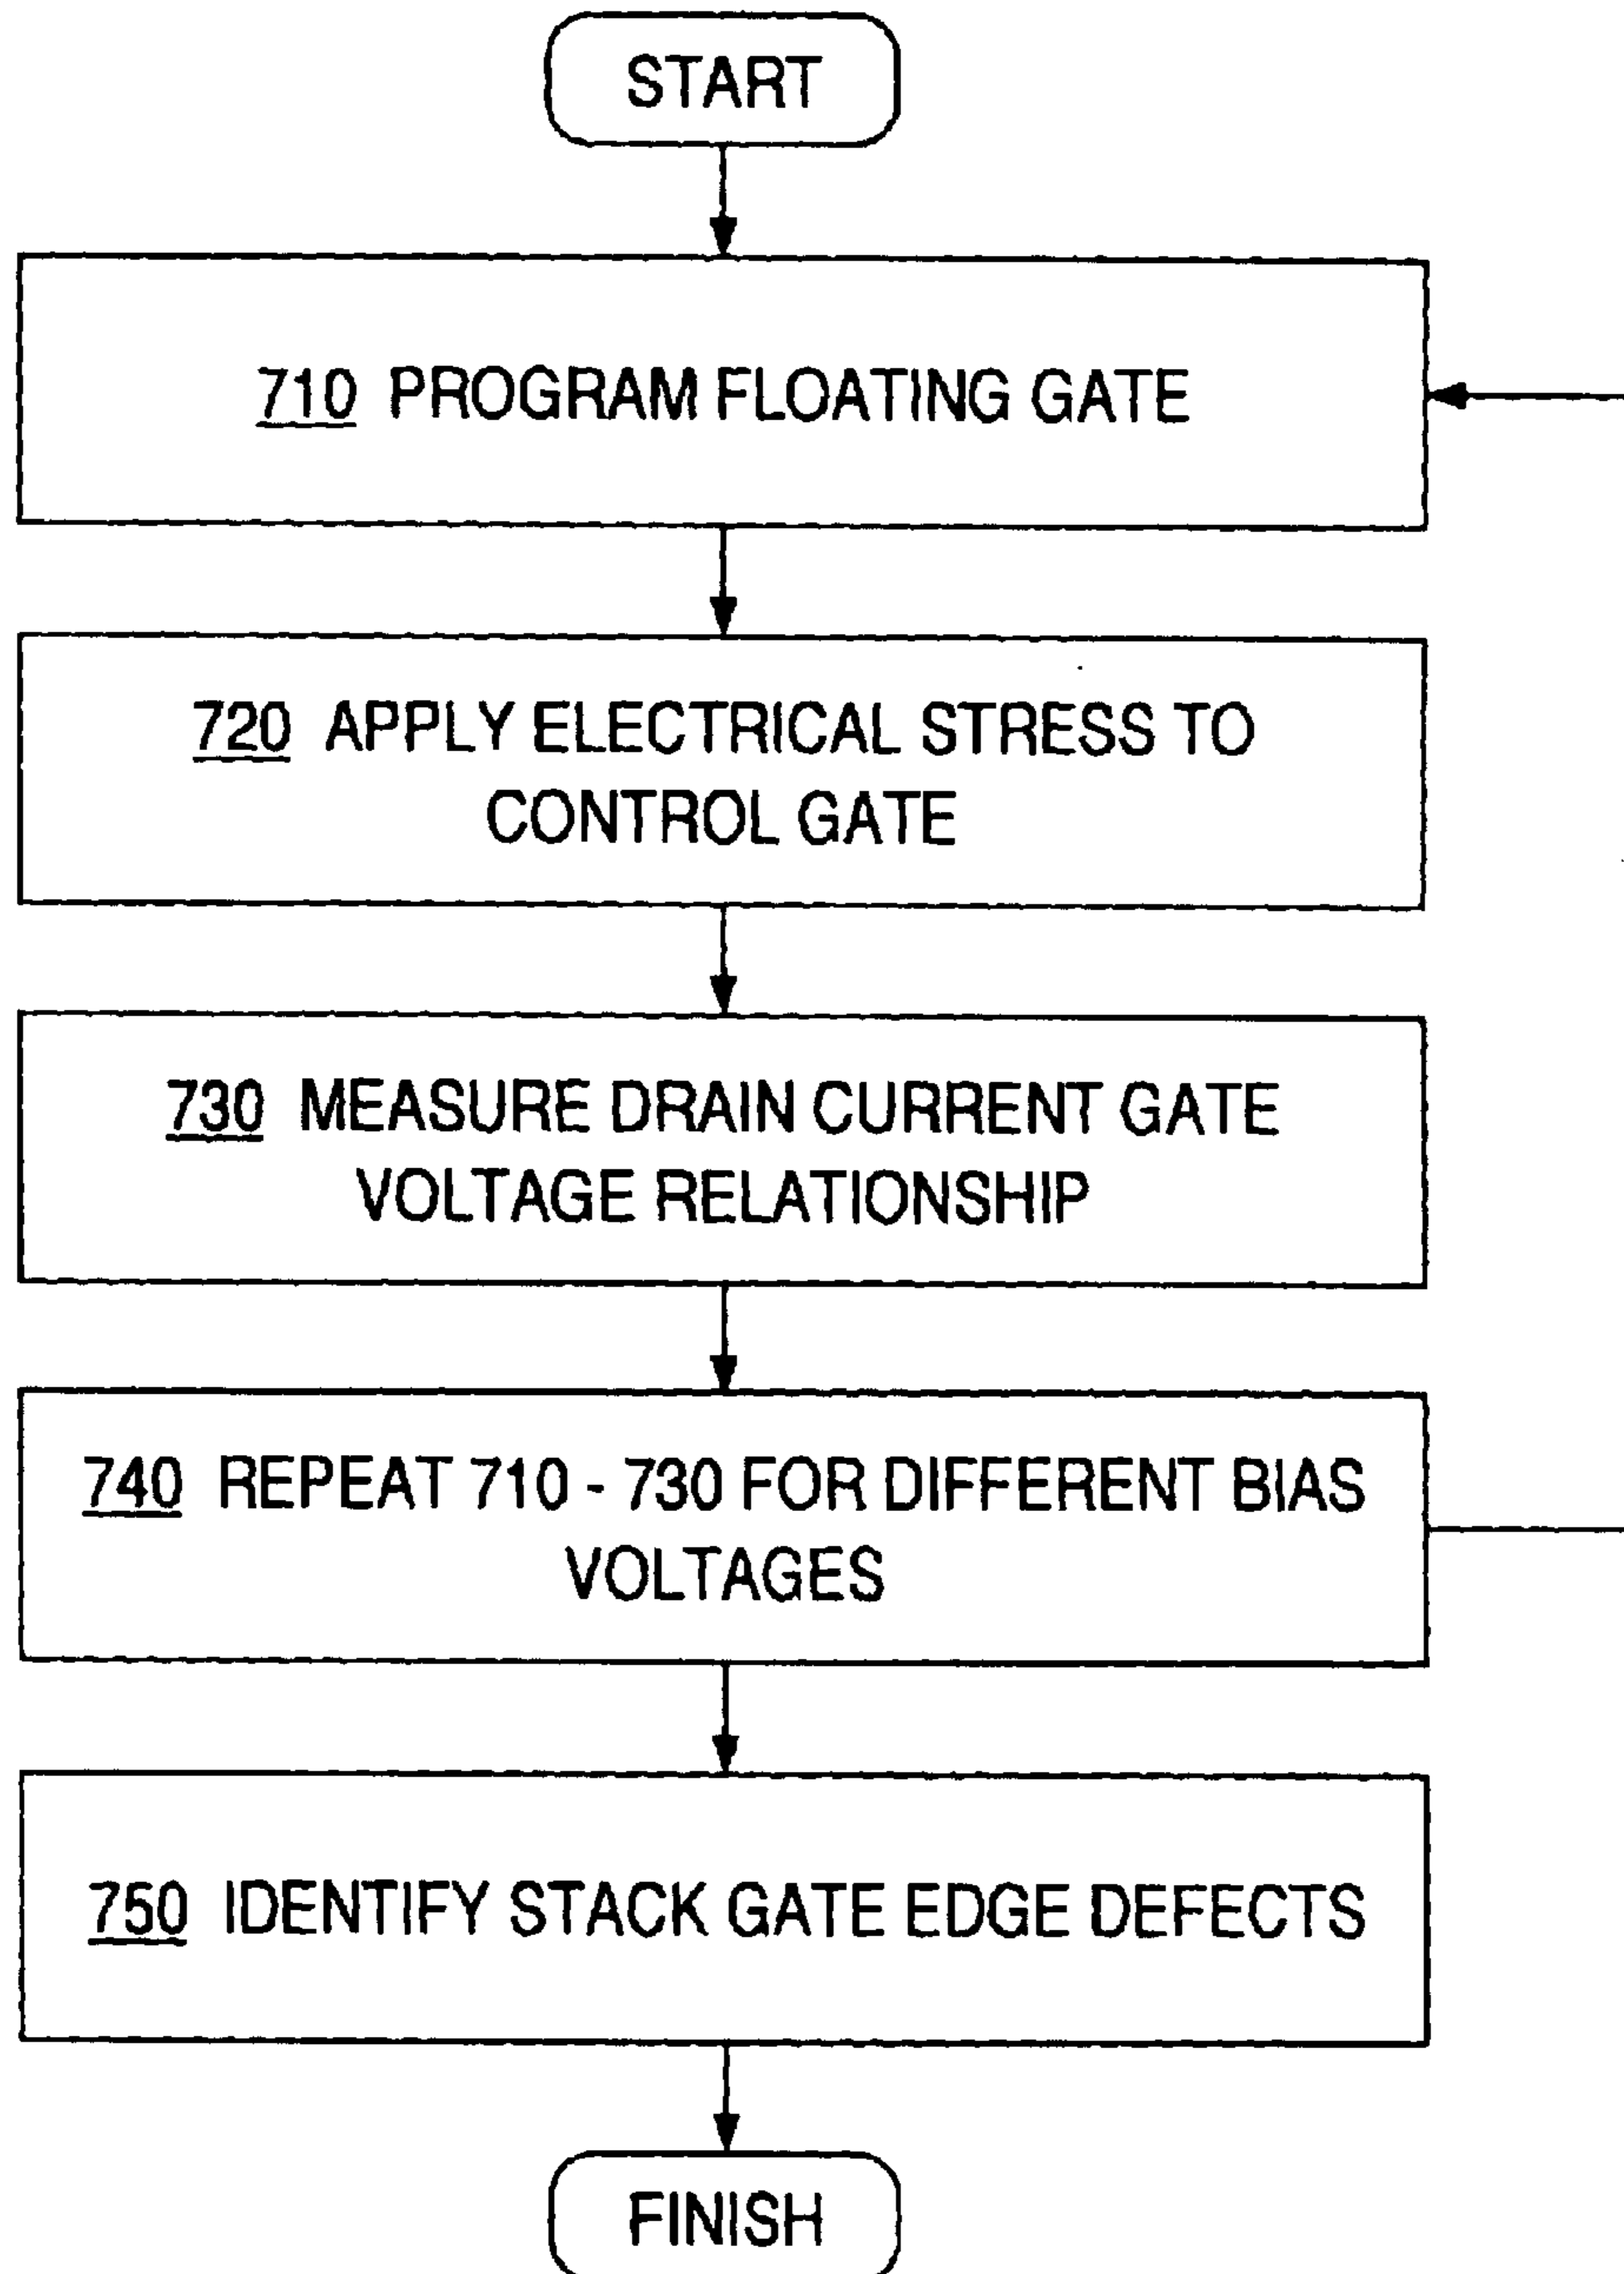 START
710 PROGRAM FLOATING GATE
720 APPLY ELECTRICAL STRESS TO
CONTROL GATE
730 MEASURE DRAIN CURRENT GATE
VOLTAGE RELATIONSHIP
740 REPEAT 710 - 730 FOR DIFFERENT BIAS
VOLTAGES
750 IDENTIFY STACK GATE EDGE DEFECTS
FINISH